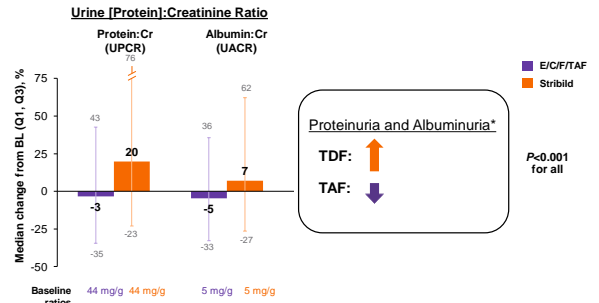 Urine [Protein]:Creatinine Ratio
Protein:Cr
(UPCR)
Albumin:Cr
(UACR)
E/C/F/TAF
Stribild
Median change from BL (Q1, Q3), %
75
50
25
0
-25
-50
43
-3
-35
76
20
-23
36
-5
-33
62
7
-27
Baseline
ratios
44 mg/g 44 mg/g
5 mg/g 5 mg/g
Proteinuria and Albuminuria*
TDF:
TAF:
P<0.001
for all